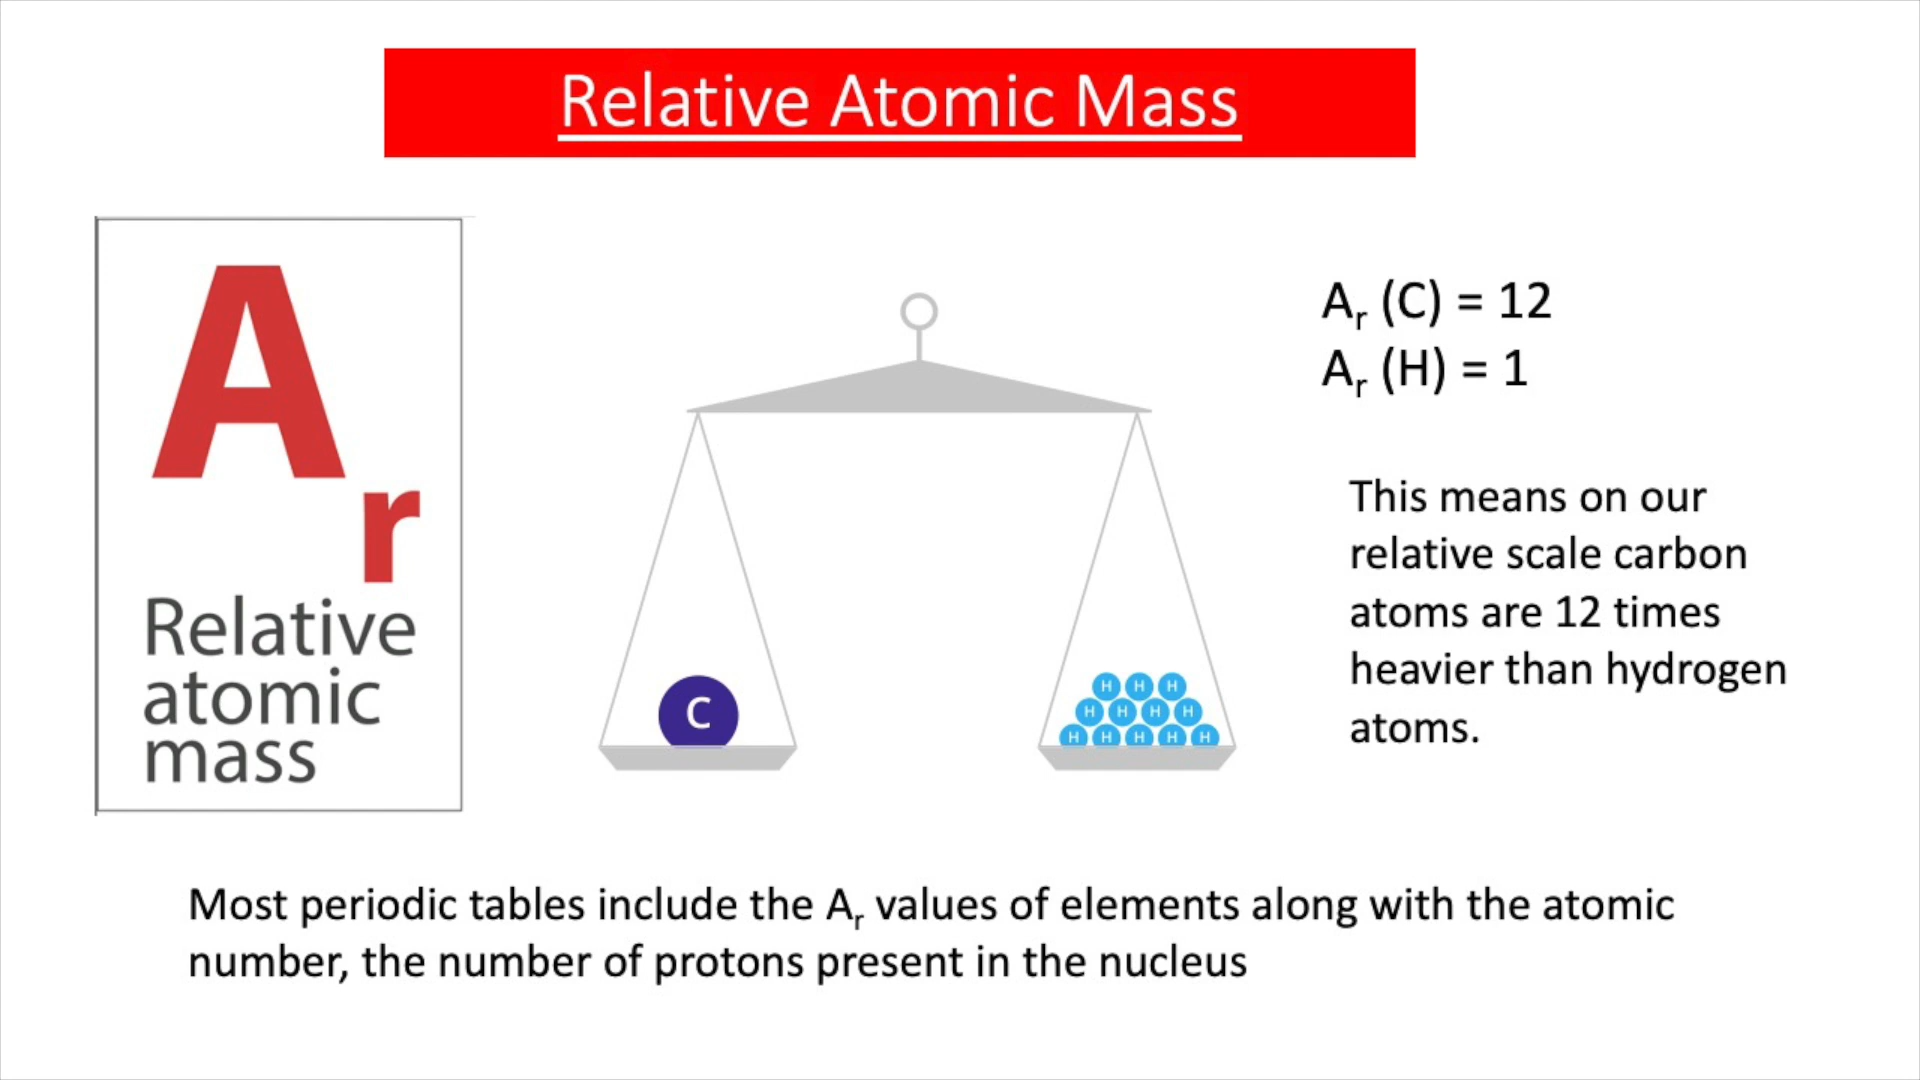 Relative Atomic Mass
A
r
Relative
atomic
mass
C
H H H
H H H H
H H H H H
Aᵣ (C) = 12
Aᵣ (H) = 1
This means on our
relative scale carbon
atoms are 12 times
heavier than hydrogen
atoms.
Most periodic tables include the Aᵣ values of elements along with the atomic
number, the number of protons present in the nucleus